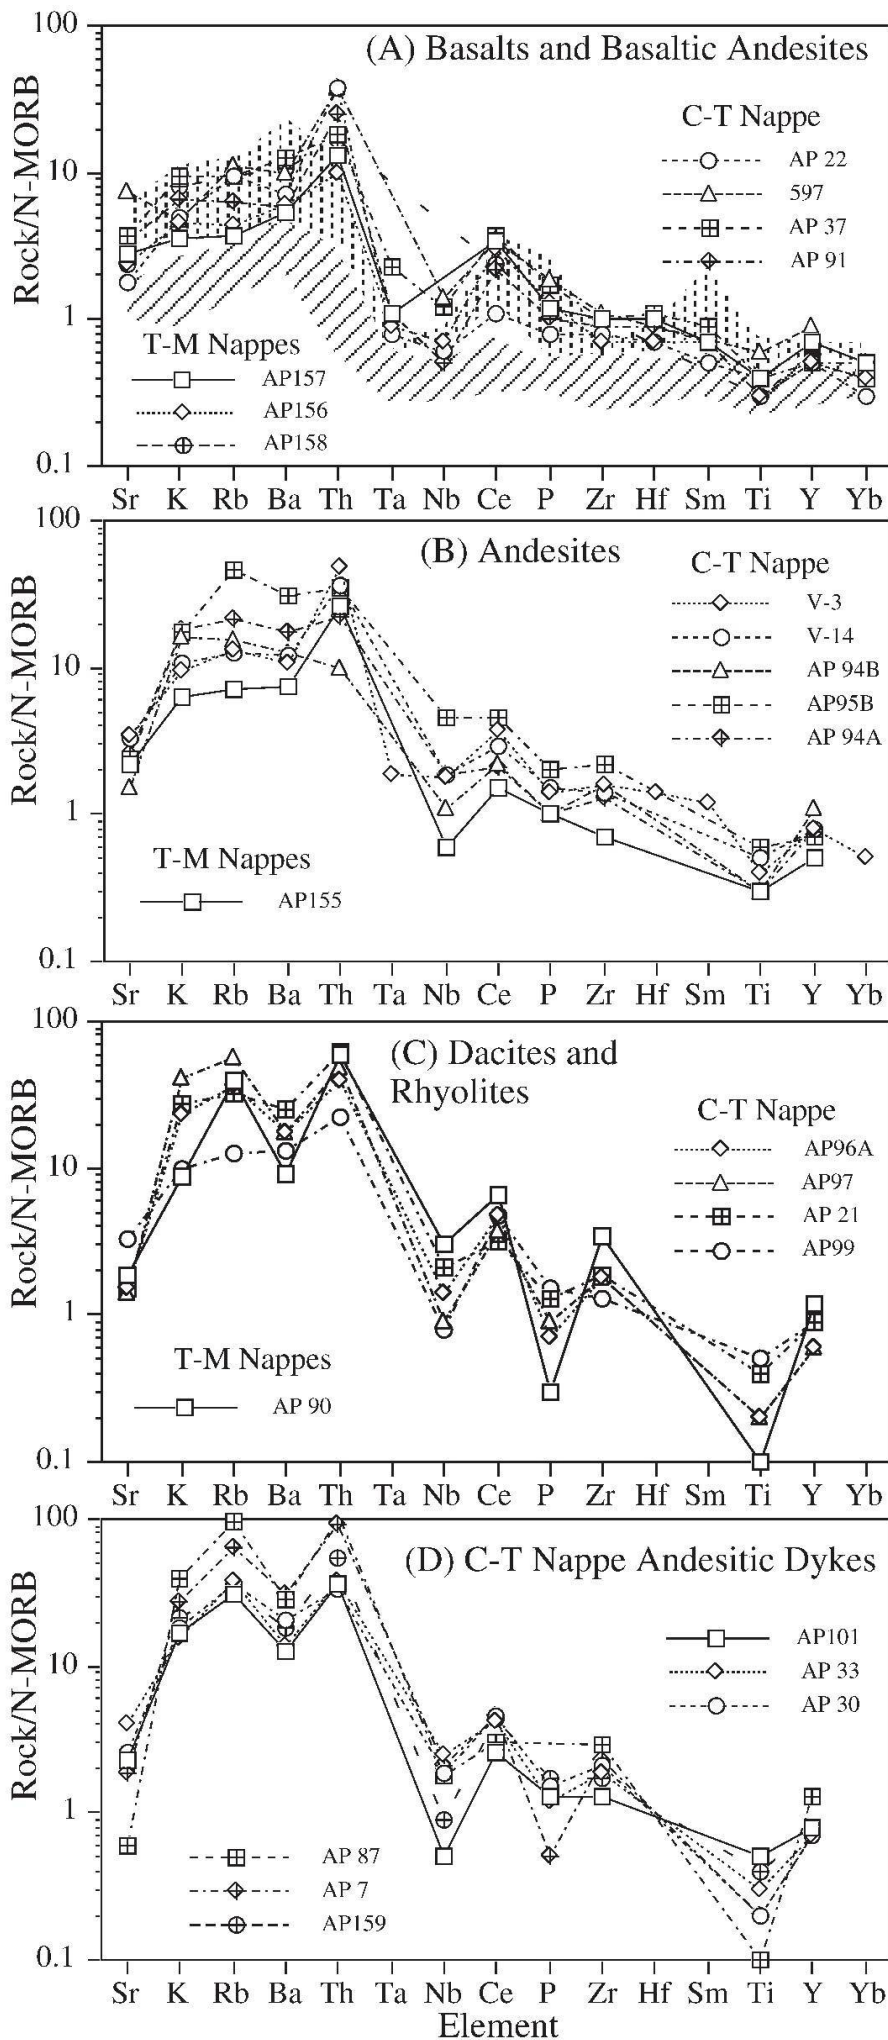 (A) Basalts and Basaltic Andesites
Rock/N-MORB
100
10
1
0.1
C-T Nappe
AP 22
597
AP 37
AP 91
T-M Nappes
AP157
AP156
AP158
Sr K Rb Ba Th Ta Nb Ce P Zr Hf Sm Ti Y Yb
(B) Andesites
Rock/N-MORB
100
10
1
0.1
C-T Nappe
V-3
V-14
AP 94B
AP95B
AP 94A
T-M Nappes
AP155
Sr K Rb Ba Th Ta Nb Ce P Zr Hf Sm Ti Y Yb
(C) Dacites and
Rhyolites
Rock/N-MORB
100
10
1
0.1
C-T Nappe
AP96A
AP97
AP 21
AP99
T-M Nappes
AP 90
Sr K Rb Ba Th Ta Nb Ce P Zr Hf Sm Ti Y Yb
(D) C-T Nappe Andesitic Dykes
Rock/N-MORB
100
10
1
0.1
AP101
AP 33
AP 30
AP 87
AP 7
AP159
Sr K Rb Ba Th Ta Nb Ce P Zr Hf Sm Ti Y Yb
Element